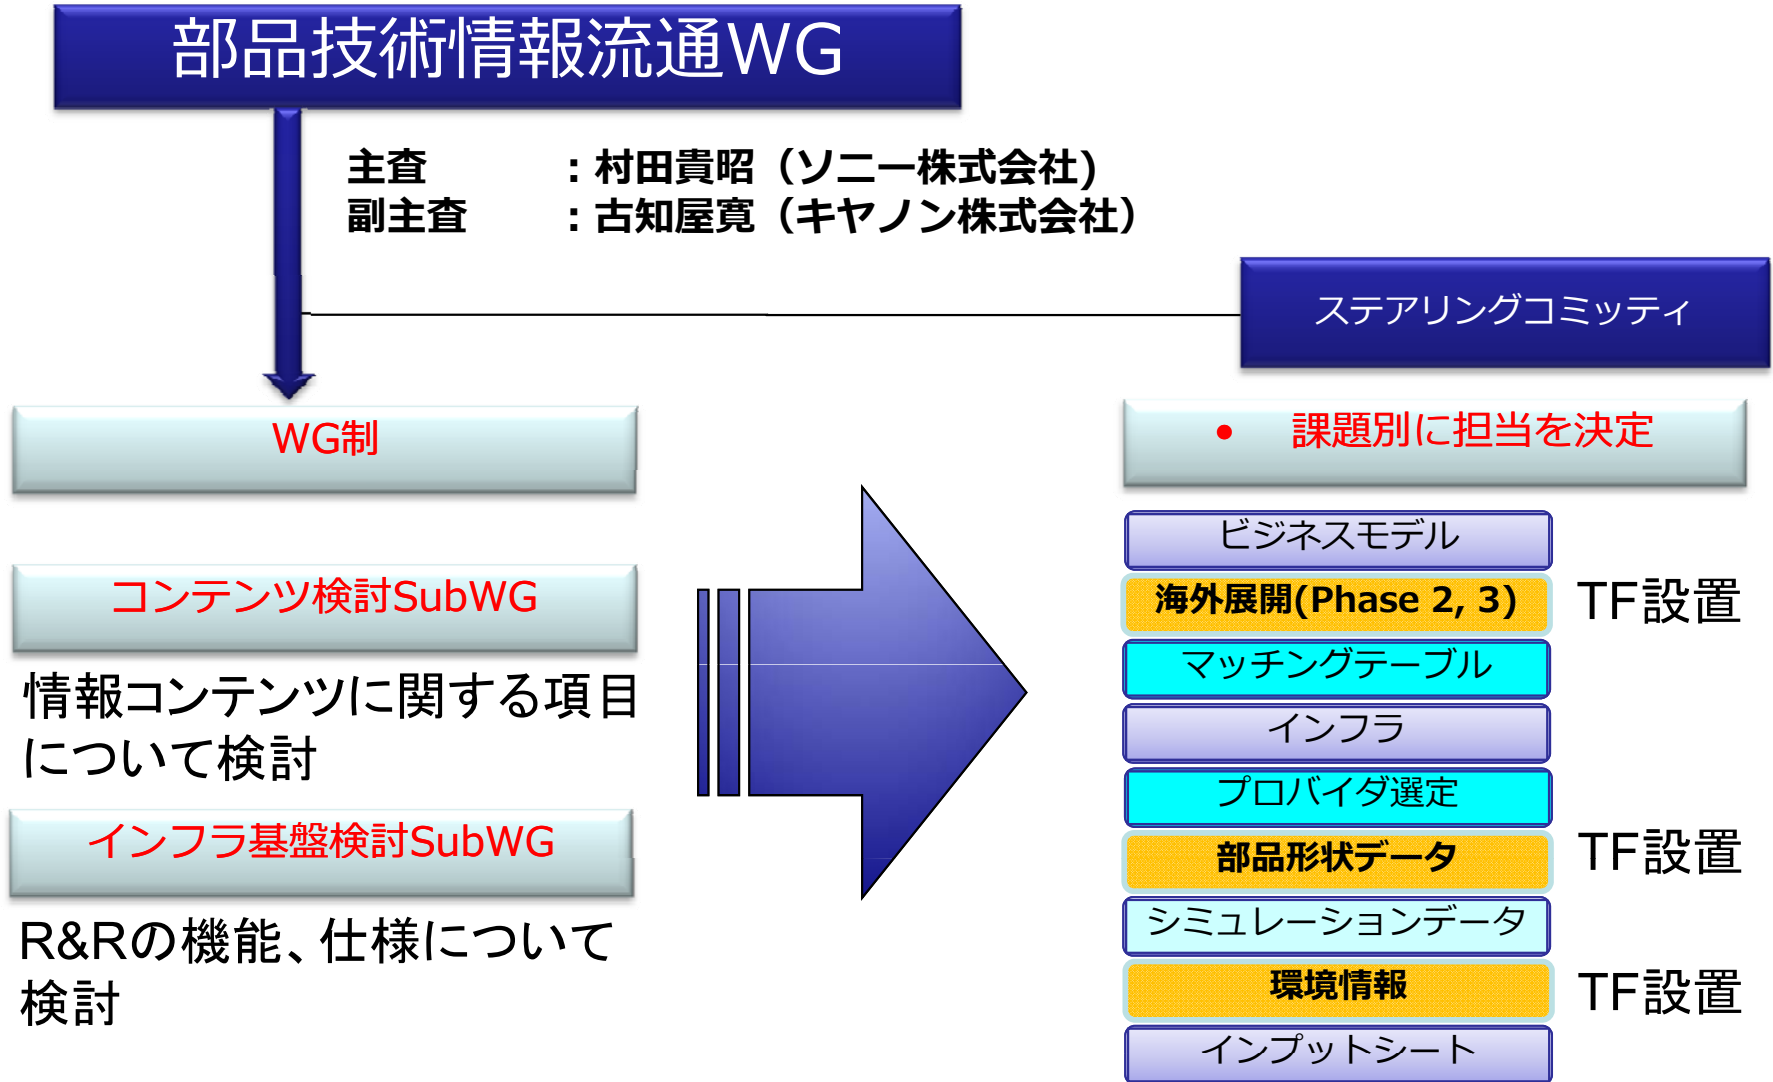 部品技術情報流通WG
主査　　　：村田貴昭（ソニー株式会社)
副主査　　：古知屋寛（キヤノン株式会社）
ステアリングコミッティ
WG制
コンテンツ検討SubWG
情報コンテンツに関する項目
について検討
インフラ基盤検討SubWG
R&Rの機能、仕様について
検討
• 課題別に担当を決定
ビジネスモデル
海外展開(Phase 2, 3)
TF設置
マッチングテーブル
インフラ
プロバイダ選定
部品形状データ
TF設置
シミュレーションデータ
環境情報
TF設置
インプットシート